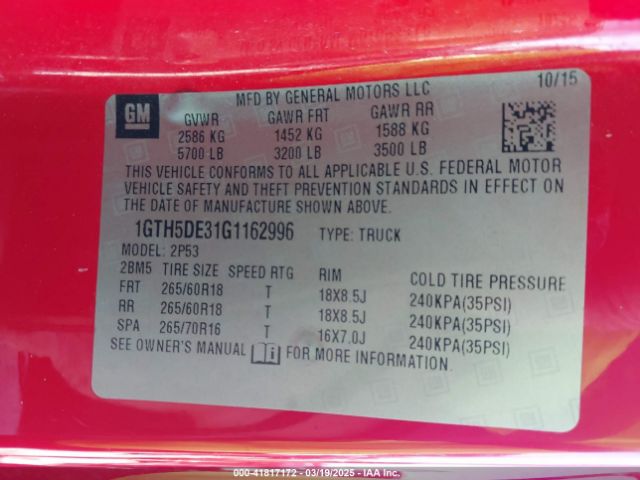 MFD BY GENERAL MOTORS LLC 10/15
GM
GVWR GAWR FRT GAWR RR
2586 KG 1452 KG 1588 KG
5700 LB 3200 LB 3500 LB
THIS VEHICLE CONFORMS TO ALL APPLICABLE U.S. FEDERAL MOTOR
VEHICLE SAFETY AND THEFT PREVENTION STANDARDS IN EFFECT ON
THE DATE OF MANUFACTURE SHOWN ABOVE.
1GTH5DE31G1162996 TYPE: TRUCK
MODEL: 2P53
2BM5 TIRE SIZE SPEED RTG RIM COLD TIRE PRESSURE
FRT 265/60R18 T 18X8.5J 240KPA(35PSI)
RR 265/60R18 T 18X8.5J 240KPA(35PSI)
SPA 265/70R16 T 16X7.0J 240KPA(35PSI)
SEE OWNER'S MANUAL FOR MORE INFORMATION.
000-41817172 - 03/19/2025 - IAA Inc.